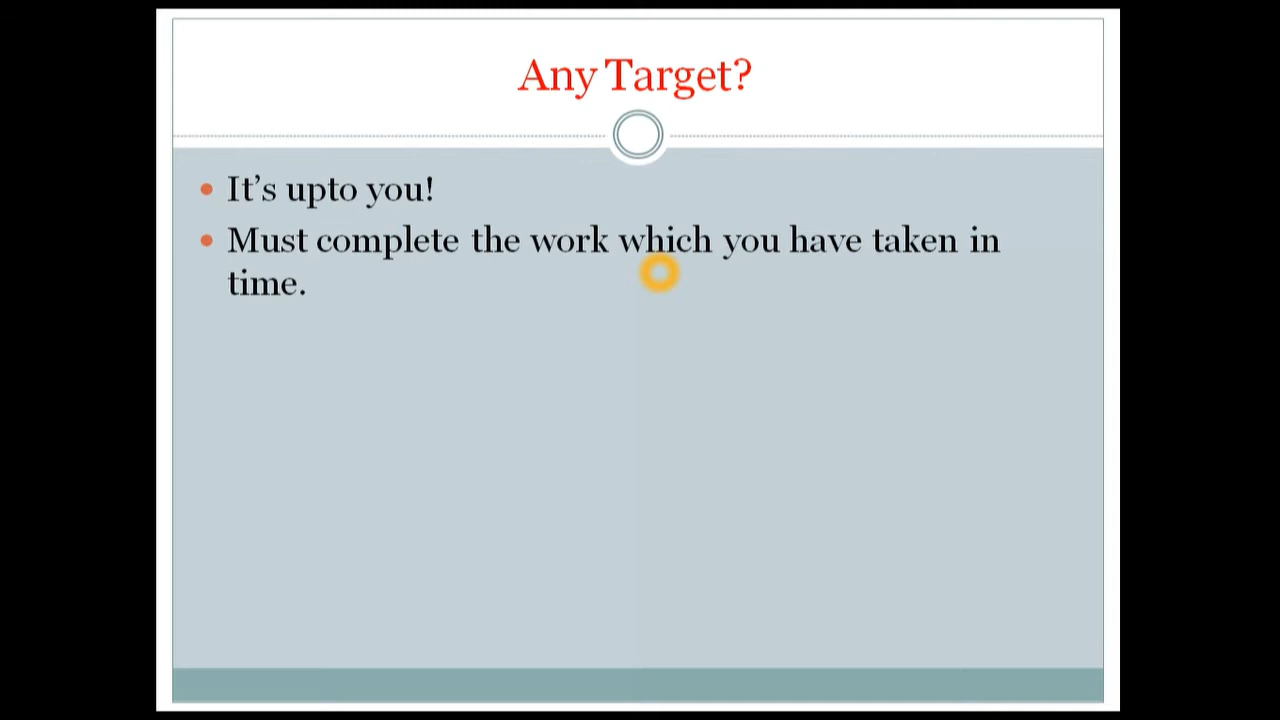 Any Target?
• It’s upto you!
• Must complete the work which you have taken in
time.